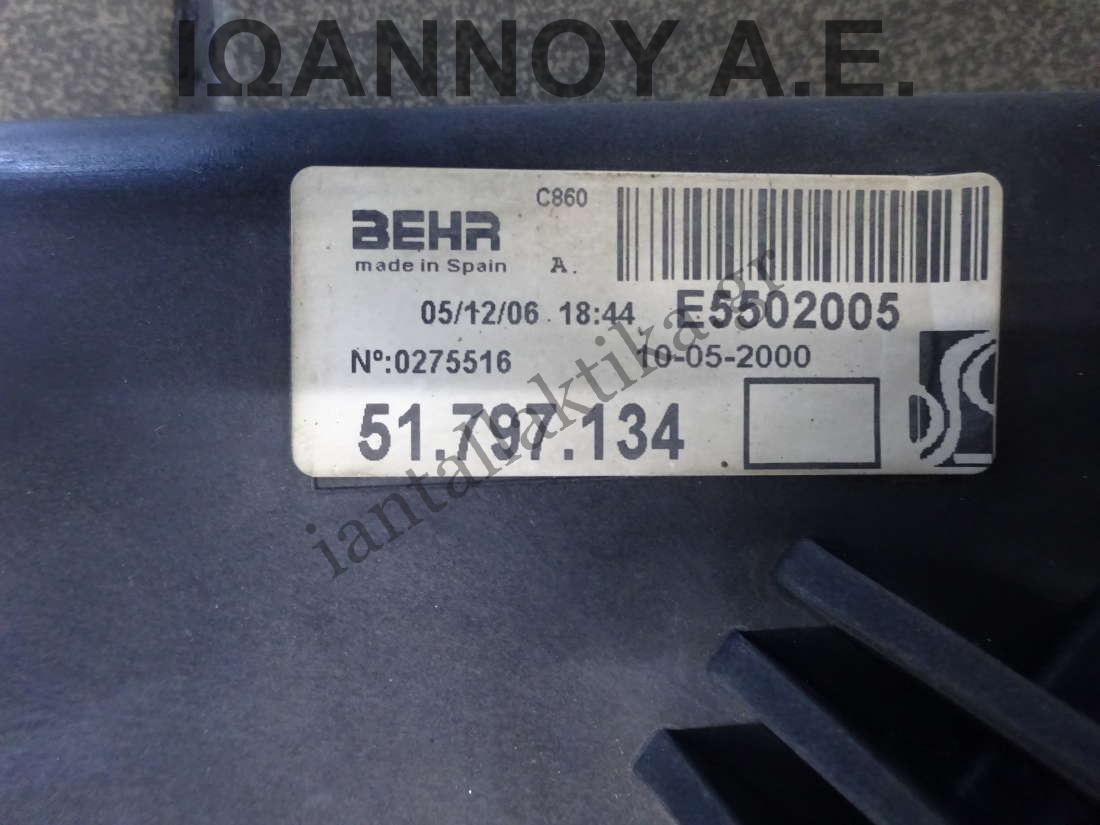 ΙΩΑΝΝΟΥ Α.Ε.
C860
BEHR
made in Spain A.
05/12/06 18:44 E5502005
Nº:0275516 10-05-2000
51.797.134
iantallaktika.gr